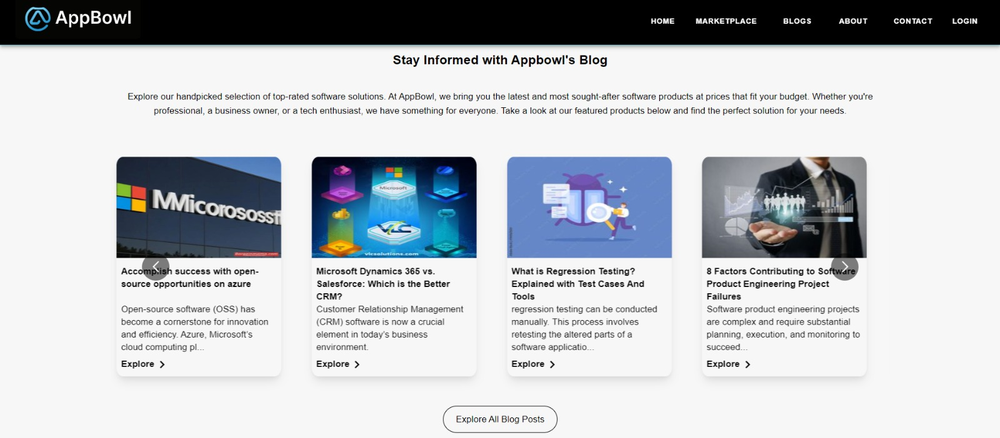 AppBowl
HOME MARKETPLACE BLOGS ABOUT CONTACT LOGIN
Stay Informed with Appbowl's Blog
Explore our handpicked selection of top-rated software solutions. At AppBowl, we bring you the latest and most sought-after software products at prices that fit your budget. Whether you're
professional, a business owner, or a tech enthusiast, we have something for everyone. Take a look at our featured products below and find the perfect solution for your needs.
MMicorososst
Accomplish success with open-
source opportunities on azure
Open-source software (OSS) has
become a cornerstone for innovation
and efficiency. Azure, Microsoft’s
cloud computing pl...
Explore
Microsoft
VLC
vlcsolutions.com
Microsoft Dynamics 365 vs.
Salesforce: Which is the Better
CRM?
Customer Relationship Management
(CRM) software is now a crucial
element in today’s business
environment.
Explore
What is Regression Testing?
Explained with Test Cases And
Tools
regression testing can be conducted
manually. This process involves
retesting the altered parts of a
software applicatio...
Explore
8 Factors Contributing to Software
Product Engineering Project
Failures
Software product engineering projects
are complex and require substantial
planning, execution, and monitoring to
succeed...
Explore
Explore All Blog Posts